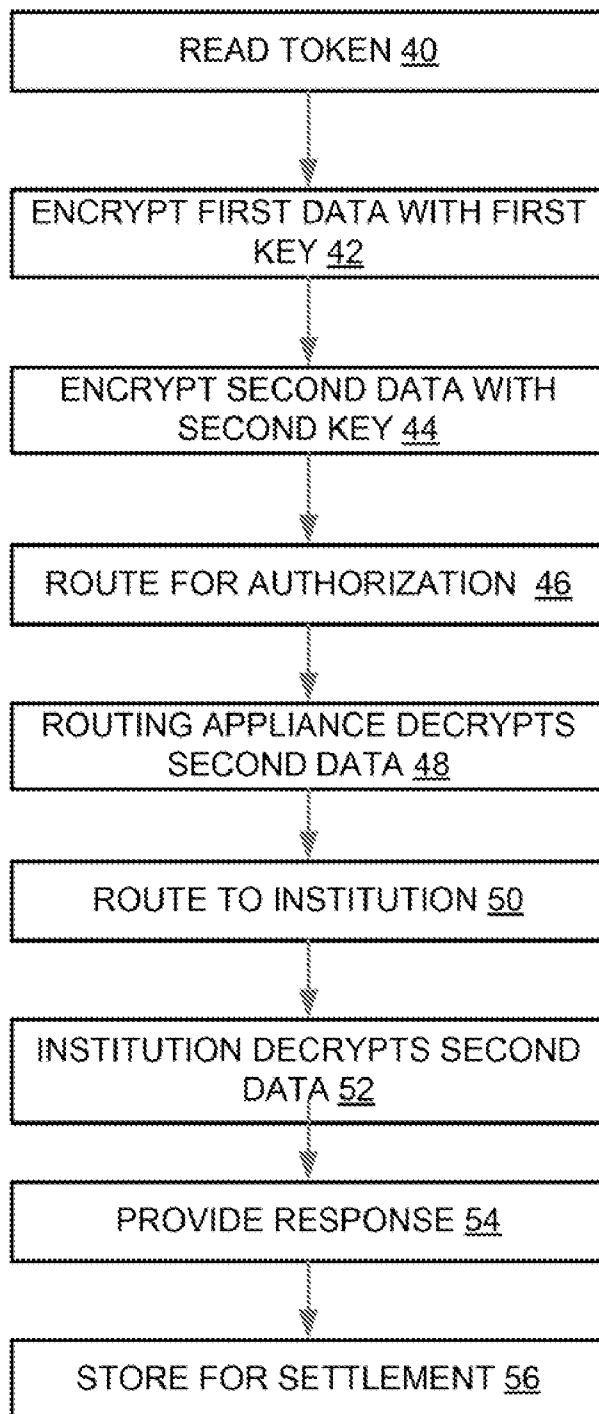 READ TOKEN 40
ENCRYPT FIRST DATA WITH FIRST
KEY 42
ENCRYPT SECOND DATA WITH
SECOND KEY 44
ROUTE FOR AUTHORIZATION 46
ROUTING APPLIANCE DECRYPTS
SECOND DATA 48
ROUTE TO INSTITUTION 50
INSTITUTION DECRYPTS SECOND
DATA 52
PROVIDE RESPONSE 54
STORE FOR SETTLEMENT 56